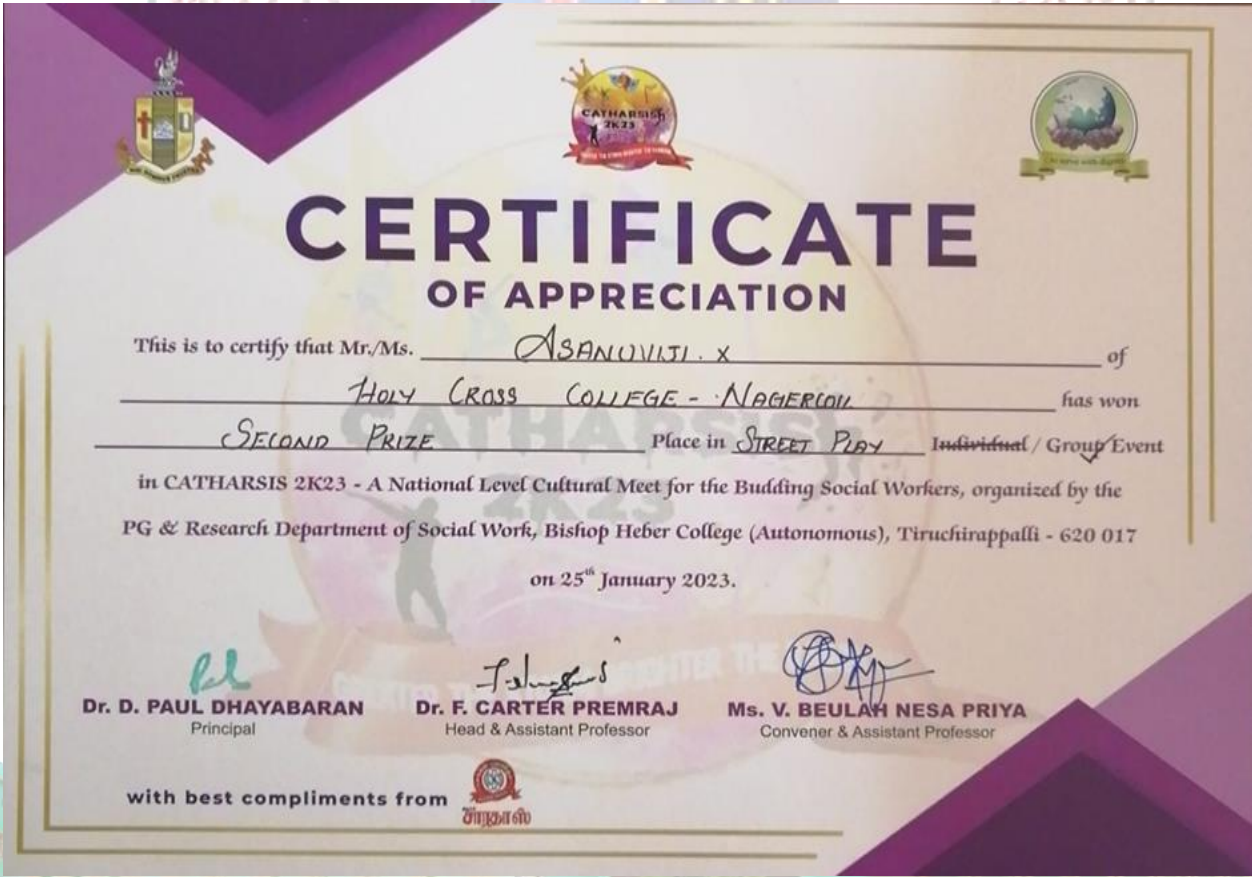 CATHARSIS
2K23
CERTIFICATE
OF APPRECIATION
This is to certify that Mr./Ms. ASANUVIJI. X of
HOLY CROSS COLLEGE - NAGERCOIL has won
SECOND PRIZE Place in STREET PLAY Individual / Group Event
in CATHARSIS 2K23 - A National Level Cultural Meet for the Budding Social Workers, organized by the
PG & Research Department of Social Work, Bishop Heber College (Autonomous), Tiruchirappalli - 620 017
on 25th January 2023.
Dr. D. PAUL DHAYABARAN Dr. F. CARTER PREMRAJ Ms. V. BEULAH NESA PRIYA
Principal Head & Assistant Professor Convener & Assistant Professor
with best compliments from சாரதாஸ்